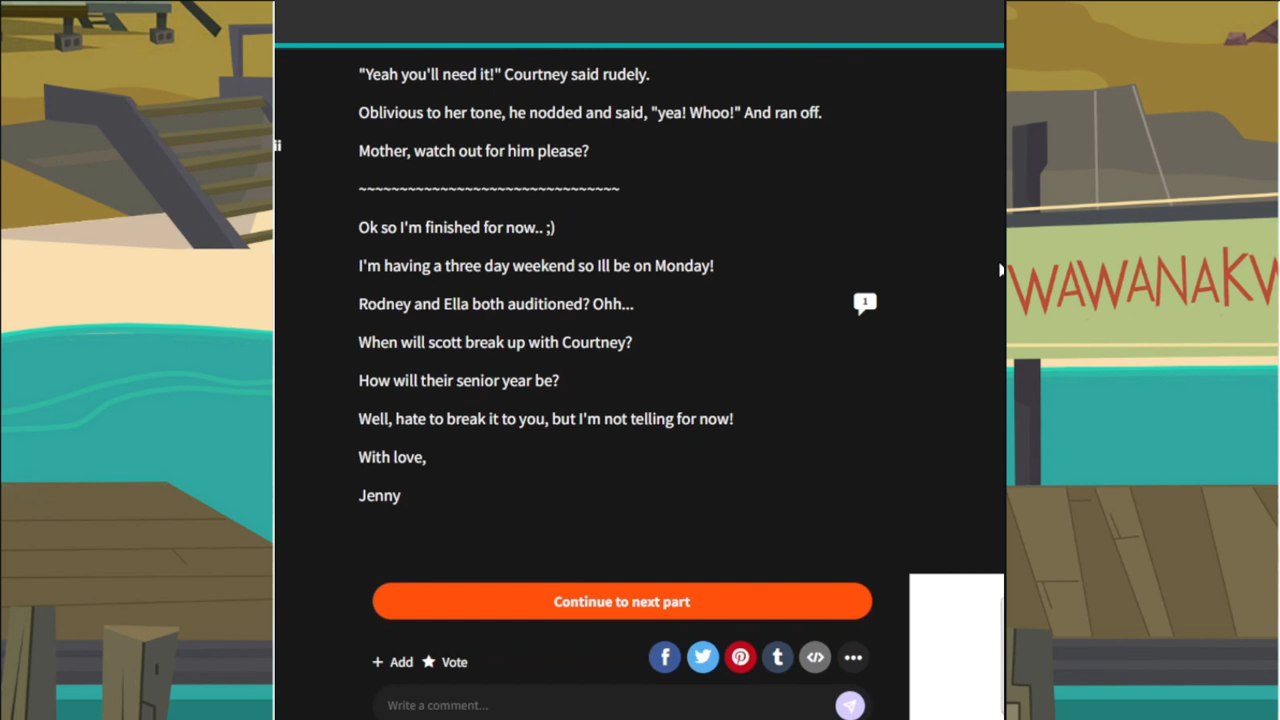 "Yeah you'll need it!" Courtney said rudely.
Oblivious to her tone, he nodded and said, "yea! Whoo!" And ran off.
ii
Mother, watch out for him please?
~~~~~~~~~~~~~~~~~~~~~~~~~~~~~~~~
Ok so I'm finished for now.. ;)
I'm having a three day weekend so Ill be on Monday!
WAWANAKW
Rodney and Ella both auditioned? Ohh...
1
When will scott break up with Courtney?
How will their senior year be?
Well, hate to break it to you, but I'm not telling for now!
With love,
Jenny
Continue to next part
+ Add ★ Vote
f t </> •••
Write a comment...